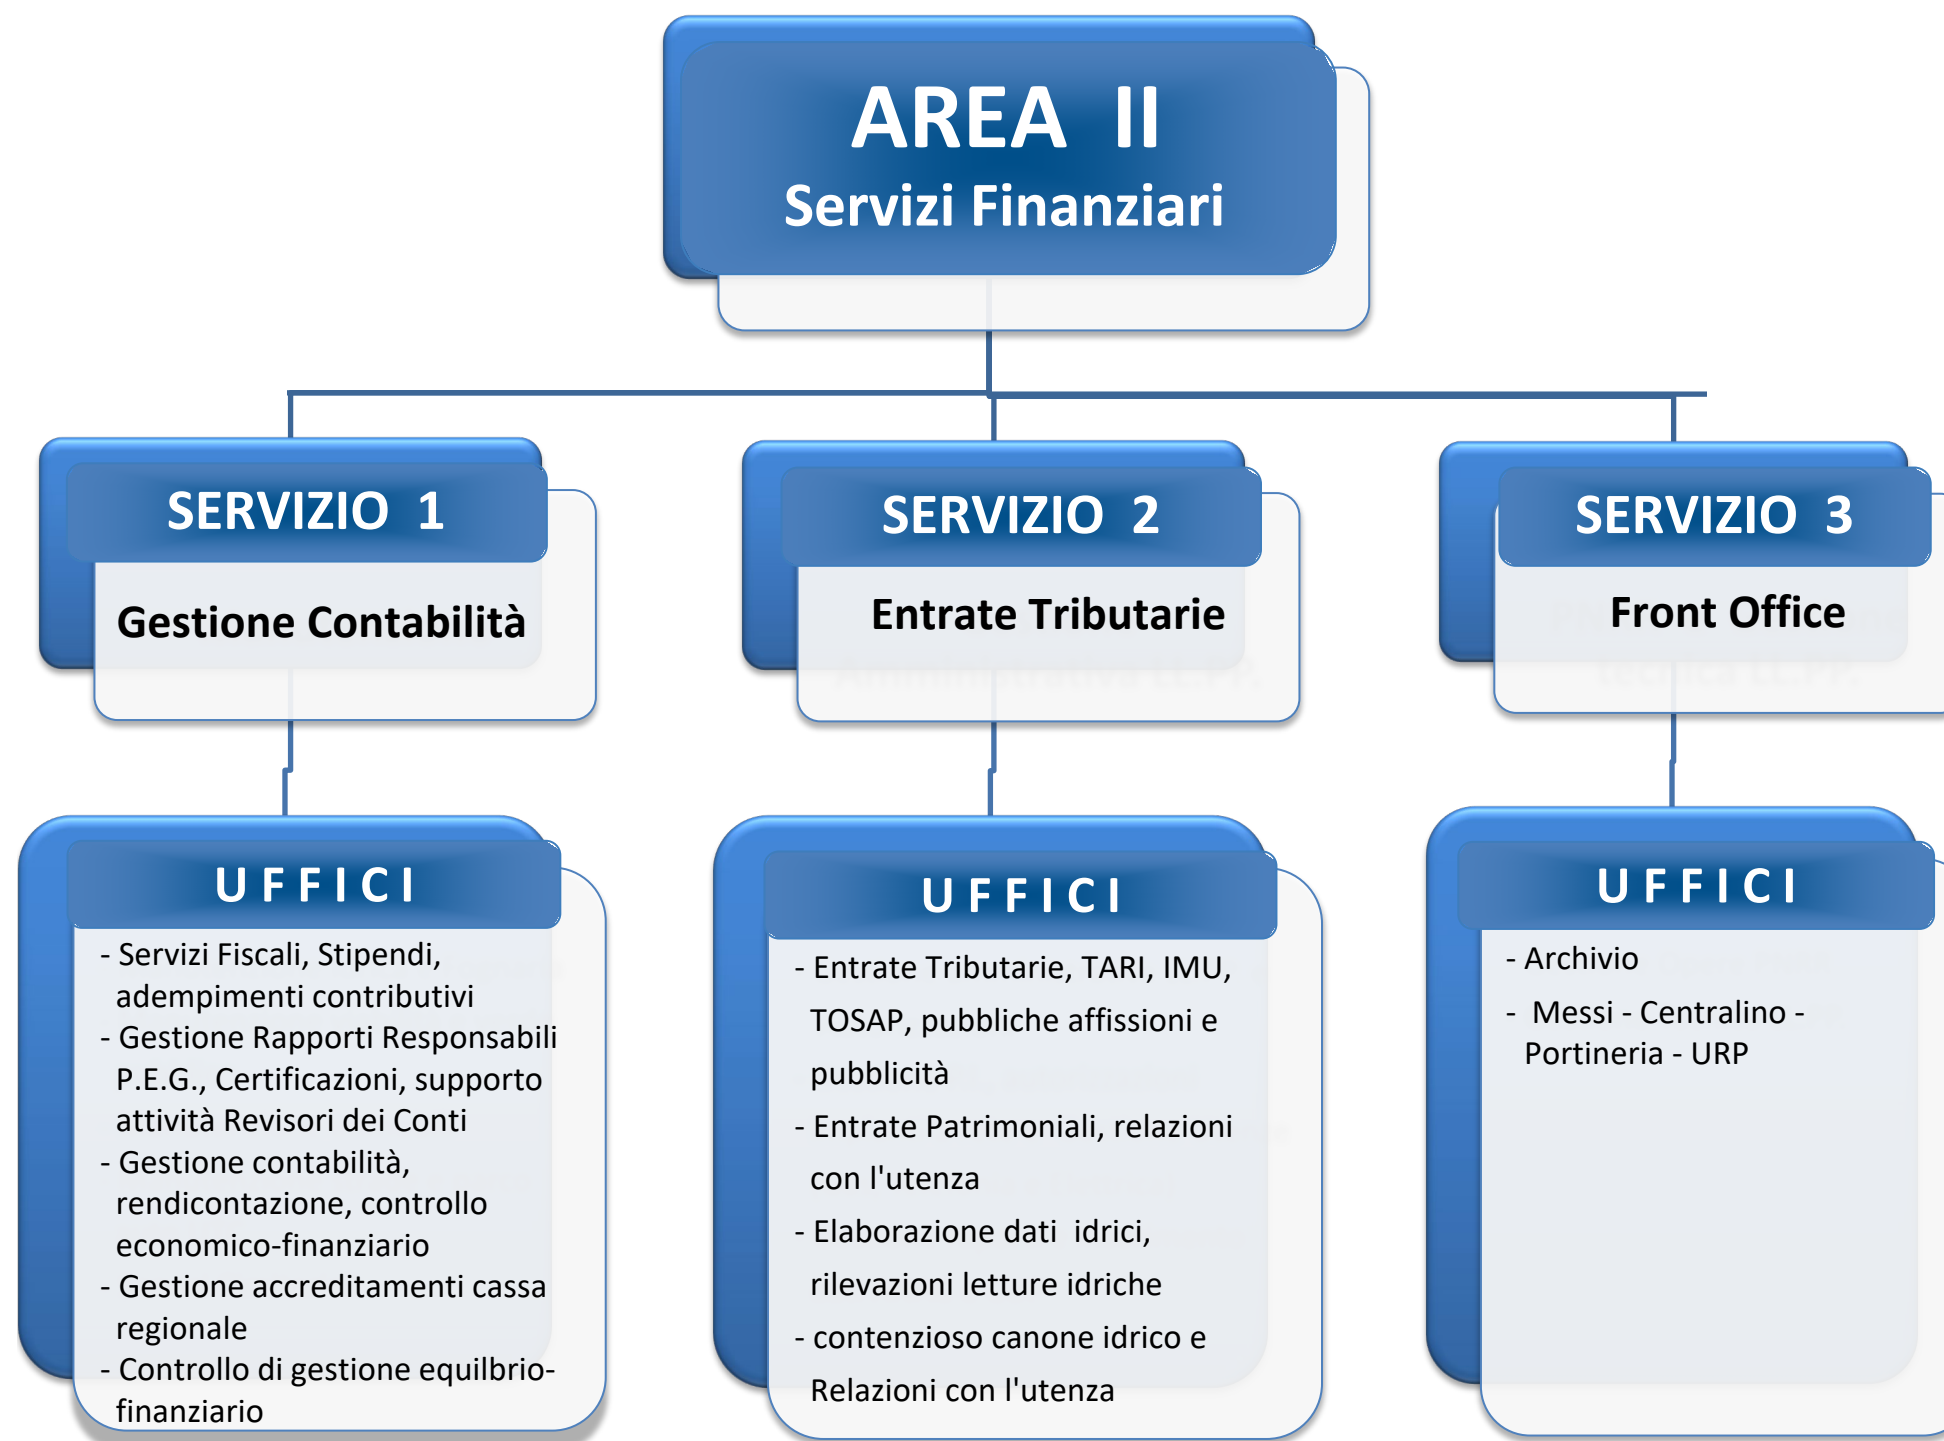 AREA  II
Servizi Finanziari
SERVIZIO  1
Gestione Contabilità
SERVIZIO  2
Entrate Tributarie
SERVIZIO  3
Front Office
U F F I C I
- Servizi Fiscali, Stipendi,
adempimenti contributivi
- Gestione Rapporti Responsabili
P.E.G., Certificazioni, supporto
attività Revisori dei Conti
- Gestione contabilità,
rendicontazione, controllo
economico-finanziario
- Gestione accreditamenti cassa
regionale
- Controllo di gestione equilbrio-
finanziario
U F F I C I
- Entrate Tributarie, TARI, IMU,
TOSAP, pubbliche affissioni e
pubblicità
- Entrate Patrimoniali, relazioni
con l'utenza
- Elaborazione dati  idrici,
rilevazioni letture idriche
- contenzioso canone idrico e
Relazioni con l'utenza
U F F I C I
- Archivio
-  Messi - Centralino -
Portineria - URP